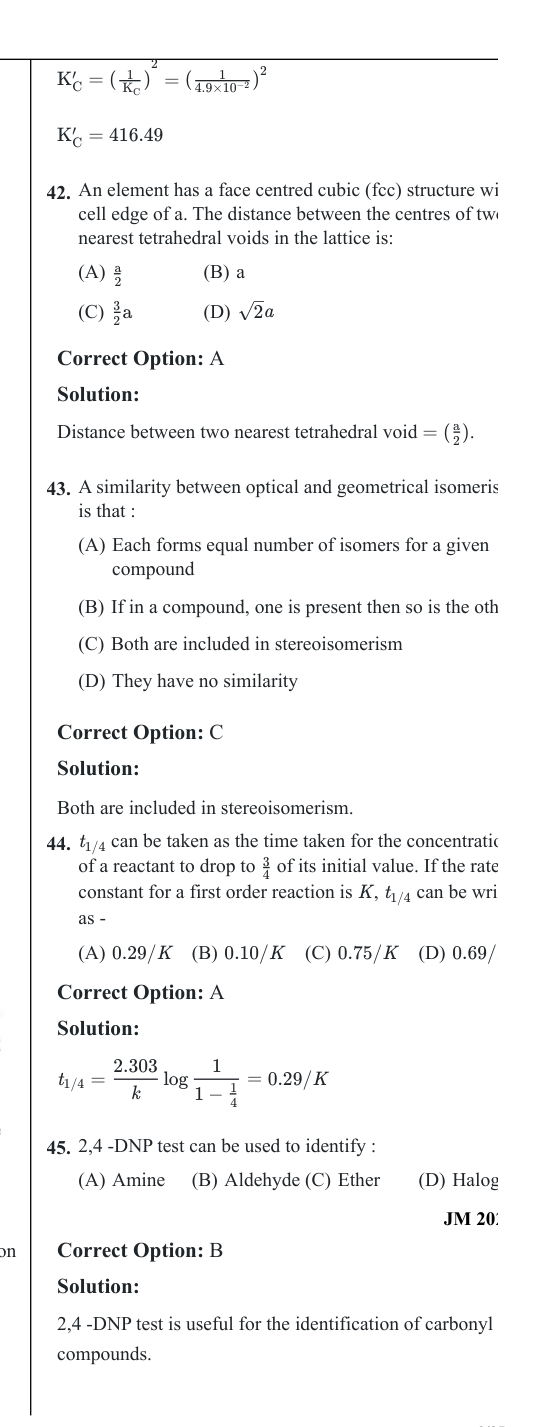 K′_C = (1/K_C)^2 = (1/4.9×10^−2)^2
K′_C = 416.49
42. An element has a face centred cubic (fcc) structure wi
cell edge of a. The distance between the centres of tw
nearest tetrahedral voids in the lattice is:
(A) a/2 (B) a
(C) 3/2 a (D) √2a
Correct Option: A
Solution:
Distance between two nearest tetrahedral void = (a/2).
43. A similarity between optical and geometrical isomeris
is that :
(A) Each forms equal number of isomers for a given
compound
(B) If in a compound, one is present then so is the oth
(C) Both are included in stereoisomerism
(D) They have no similarity
Correct Option: C
Solution:
Both are included in stereoisomerism.
44. t_1/4 can be taken as the time taken for the concentratio
of a reactant to drop to 3/4 of its initial value. If the rate
constant for a first order reaction is K, t_1/4 can be wri
as -
(A) 0.29/K (B) 0.10/K (C) 0.75/K (D) 0.69/
Correct Option: A
Solution:
t_1/4 = 2.303/k log 1/(1 − 1/4) = 0.29/K
45. 2,4 -DNP test can be used to identify :
(A) Amine (B) Aldehyde (C) Ether (D) Halog
JM 20
on
Correct Option: B
Solution:
2,4 -DNP test is useful for the identification of carbonyl
compounds.